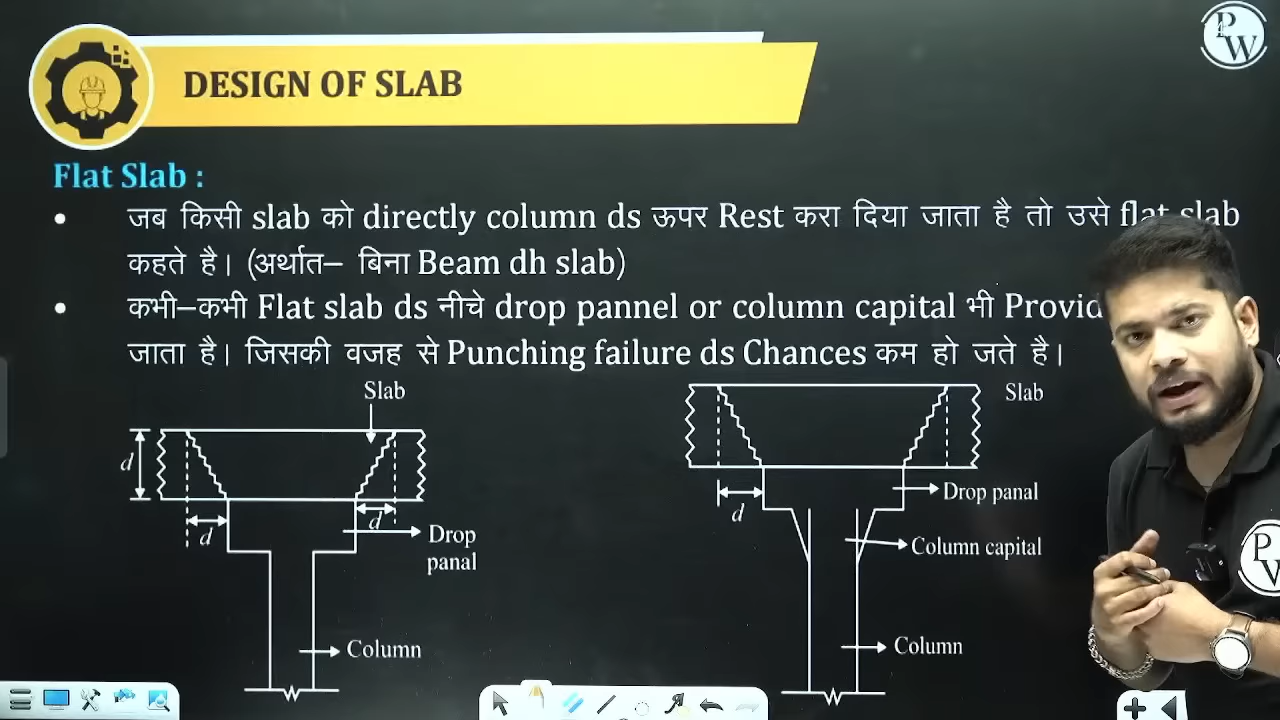 PW
DESIGN OF SLAB
Flat Slab :
• जब किसी slab को directly column ds ऊपर Rest करा दिया जाता है तो उसे flat slab
कहते है। (अर्थात– बिना Beam dh slab)
• कभी–कभी Flat slab ds नीचे drop pannel or column capital भी Provid
जाता है। जिसकी वजह से Punching failure ds Chances कम हो जते है।
Slab
d
d
d
Drop
panal
Column
Slab
d
Drop panal
Column capital
Column
PW